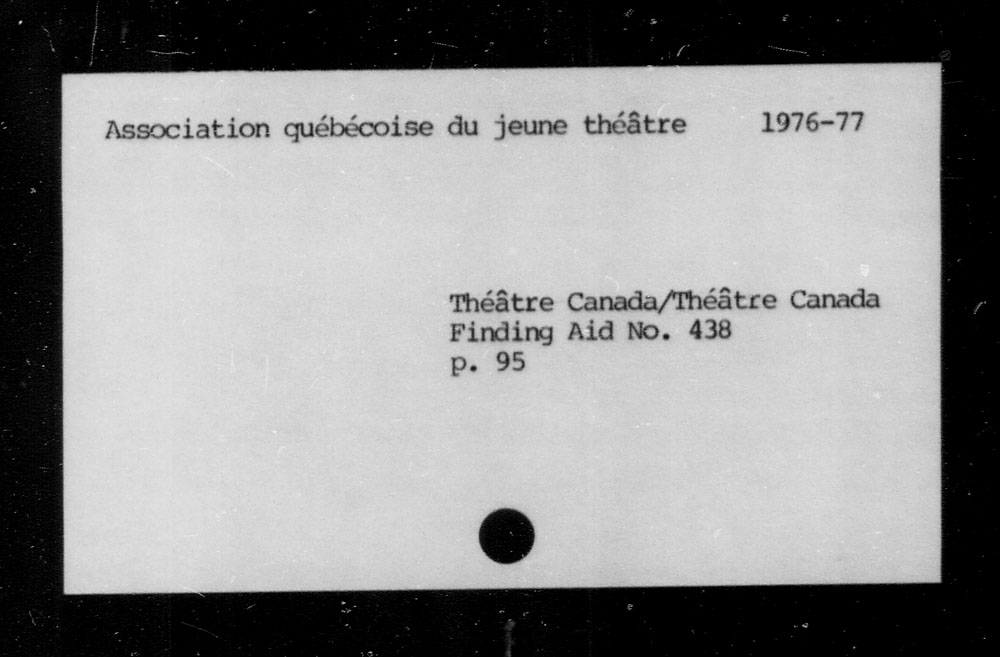 Association québécoise du jeune théâtre 1976-77
Théâtre Canada/Théâtre Canada
Finding Aid No. 438
p. 95